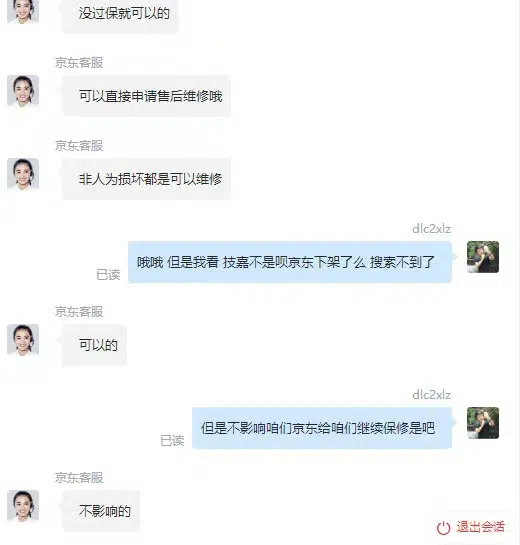 没过保就可以的
京东客服
可以直接申请售后维修哦
京东客服
非人为损坏都是可以维修
dlc2xlz
哦哦 但是我看 技嘉不是呗京东下架了么 搜索不到了
已读
京东客服
可以的
dlc2xlz
但是不影响咱们京东给咱们继续保修是吧
已读
京东客服
不影响的
退出会话